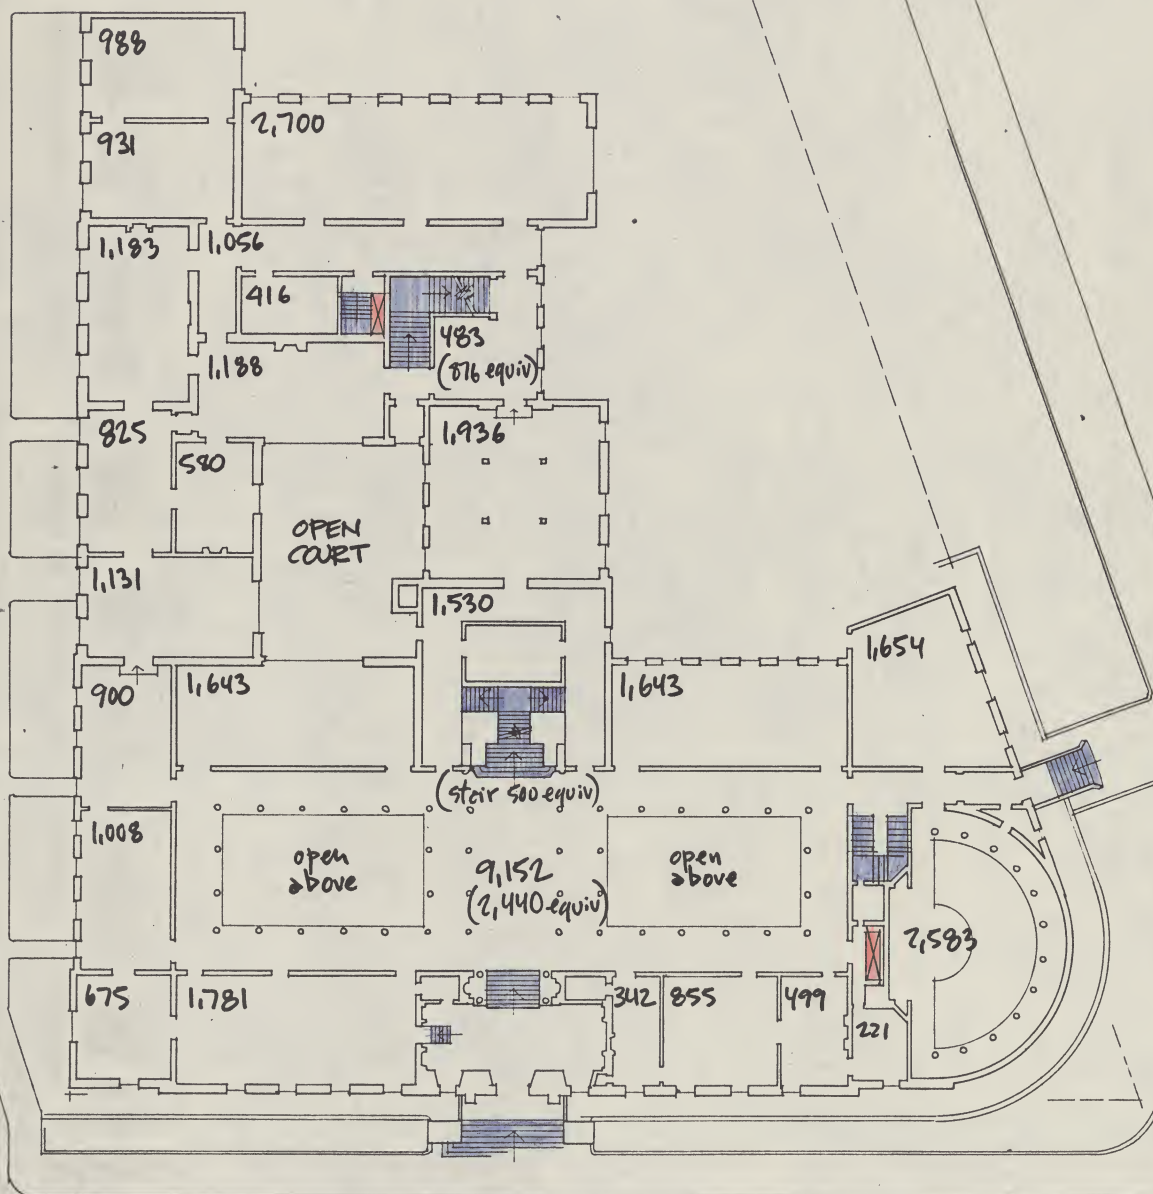 988
931
2,700
1,183
1,056
416
483
(876 equiv)
1,188
825
580
1,936
OPEN
COURT
1,131
1,530
900
1,643
1,643
1,654
(stair 500 equiv)
1,008
open
above
9,152
(2,440 equiv)
open
above
2,583
675
1,781
342
855
499
221